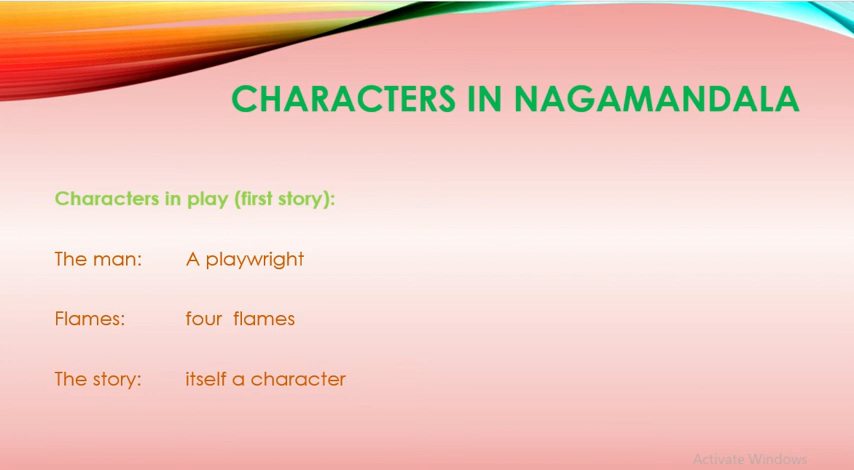 CHARACTERS IN NAGAMANDALA
Characters in play (first story):
The man: A playwright
Flames: four flames
The story: itself a character
Activate Windows